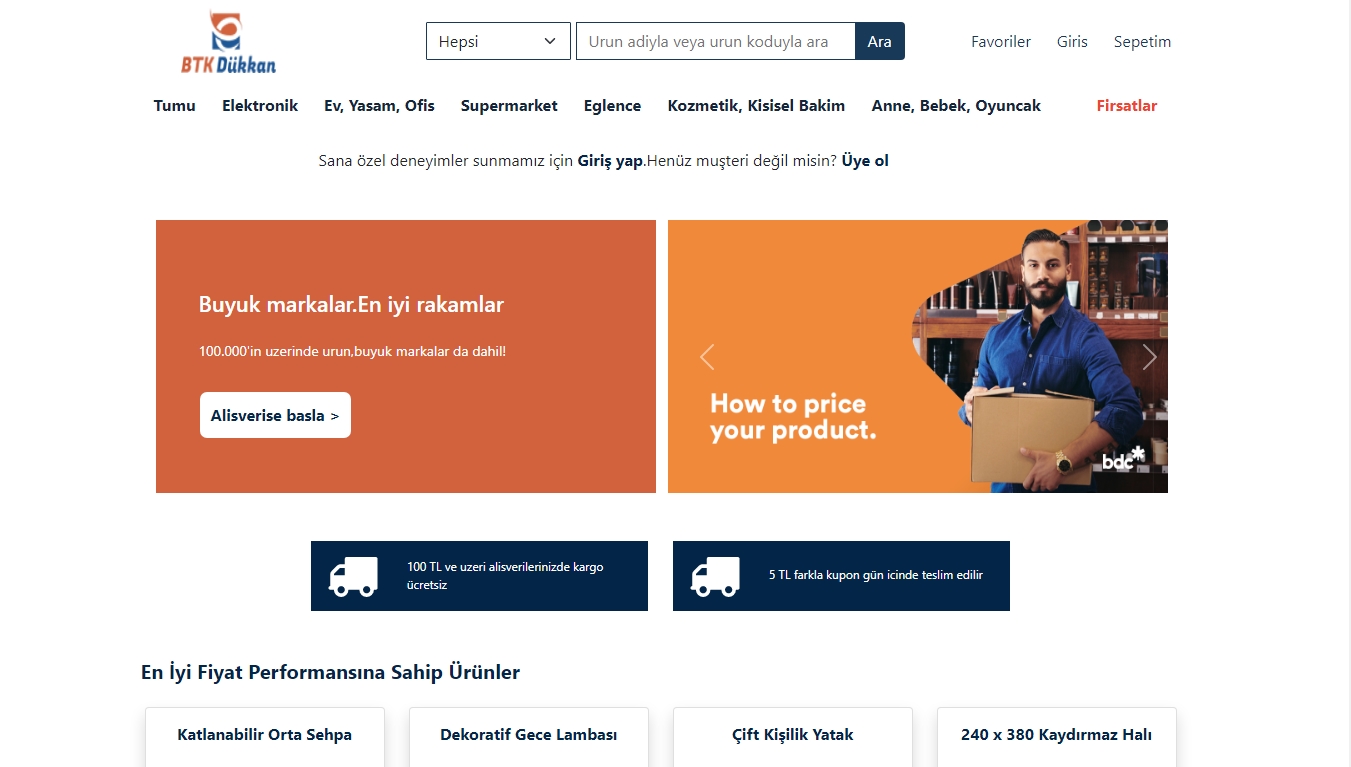 BTK Dükkan
Hepsi
Urun adiyla veya urun koduyla ara
Ara
Favoriler
Giris
Sepetim
Tumu
Elektronik
Ev, Yasam, Ofis
Supermarket
Eglence
Kozmetik, Kisisel Bakim
Anne, Bebek, Oyuncak
Firsatlar
Sana özel deneyimler sunmamız için Giriş yap.Henüz muşteri değil misin? Üye ol
Buyuk markalar.En iyi rakamlar
100.000'in uzerinde urun,buyuk markalar da dahil!
Alisverise basla >
How to price
your product.
bdc*
100 TL ve uzeri alisverilerinizde kargo
ücretsiz
5 TL farkla kupon gün icinde teslim edilir
En İyi Fiyat Performansına Sahip Ürünler
Katlanabilir Orta Sehpa
Dekoratif Gece Lambası
Çift Kişilik Yatak
240 x 380 Kaydırmaz Halı